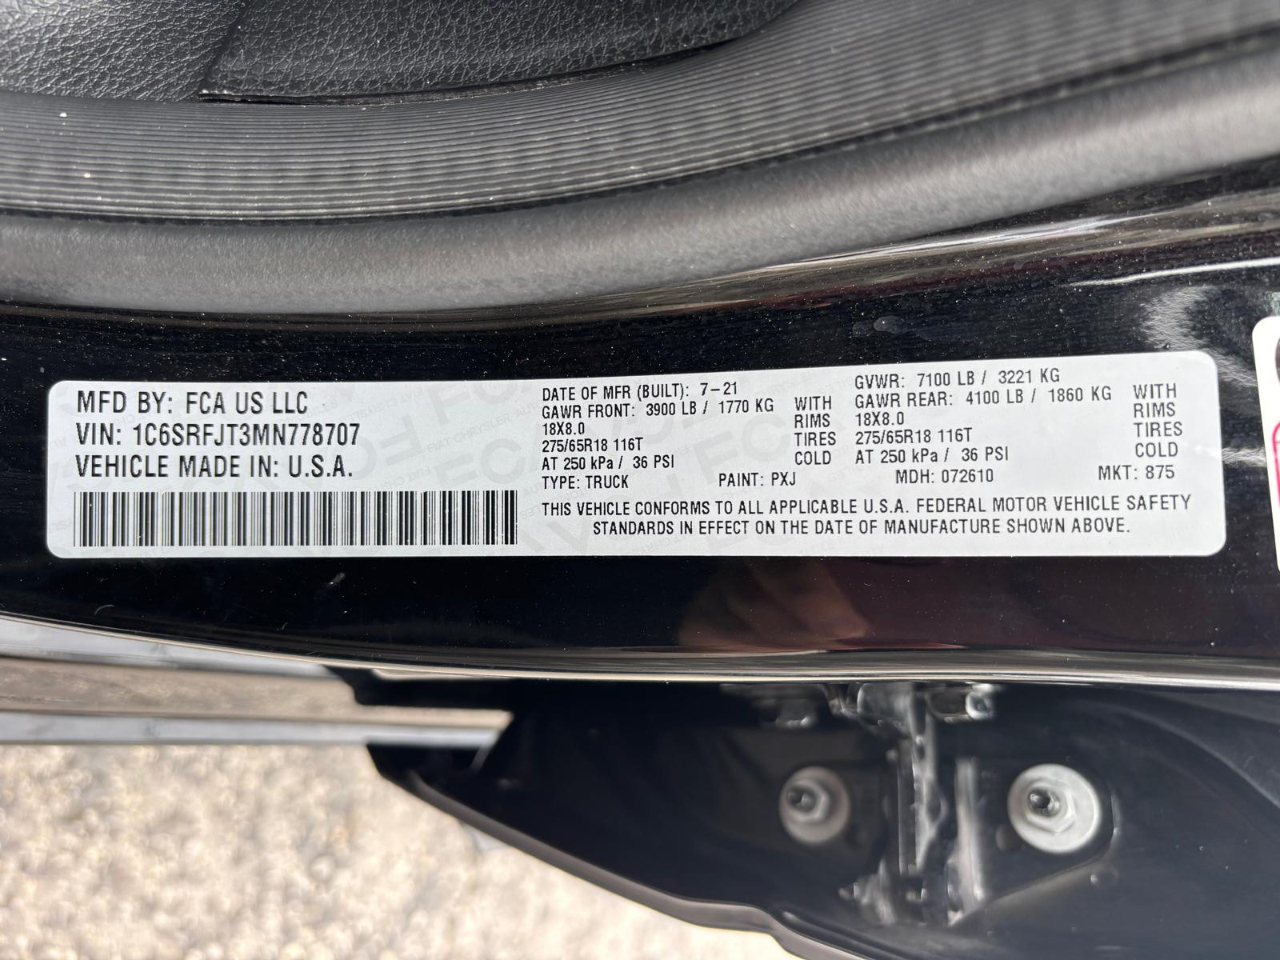 MFD BY: FCA US LLC
VIN: 1C6SRFJT3MN778707
VEHICLE MADE IN: U.S.A.
DATE OF MFR (BUILT): 7-21
GAWR FRONT: 3900 LB / 1770 KG WITH
18X8.0 RIMS
275/65R18 116T TIRES
AT 250 kPa / 36 PSI COLD
GVWR: 7100 LB / 3221 KG
GAWR REAR: 4100 LB / 1860 KG WITH
18X8.0 RIMS
275/65R18 116T TIRES
AT 250 kPa / 36 PSI COLD
TYPE: TRUCK PAINT: PXJ MDH: 072610 MKT: 875
THIS VEHICLE CONFORMS TO ALL APPLICABLE U.S.A. FEDERAL MOTOR VEHICLE SAFETY
STANDARDS IN EFFECT ON THE DATE OF MANUFACTURE SHOWN ABOVE.